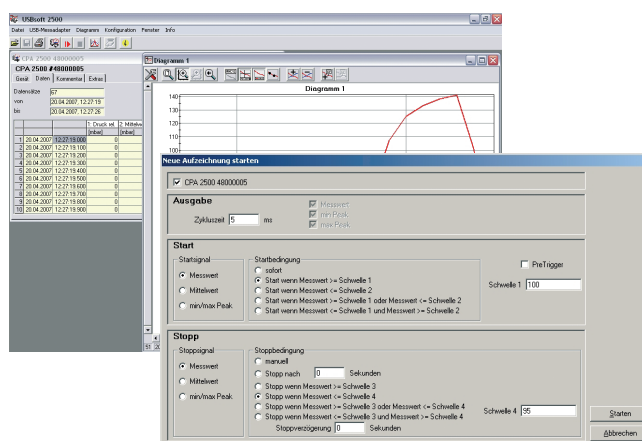 USBsoft 2500
Datei USB-Messadapter Diagramm Konfiguration Fenster Info
CPA 2500 48000005
CPA 2500 #48000005
Gerät Daten Kommentar Extras
Datensätze 67
von 20.04.2007, 12:27:19
bis 20.04.2007, 12:27:26
1: Druck rel. 2: Mittelw
[mbar] [mbar]
1 20.04.2007 12:27:19.000 0
2 20.04.2007 12:27:19.100 0
3 20.04.2007 12:27:19.200 0
4 20.04.2007 12:27:19.300 0
5 20.04.2007 12:27:19.400 0
6 20.04.2007 12:27:19.500 0
7 20.04.2007 12:27:19.600 0
8 20.04.2007 12:27:19.700 0
9 20.04.2007 12:27:19.800 0
10 20.04.2007 12:27:19.900 0
Diagramm 1
Diagramm 1
140
130
120
110
100
Neue Aufzeichnung starten
CPA 2500 48000005
Ausgabe
Zykluszeit 5 ms
Messwert
min Peak
max Peak
Start
Startsignal
Messwert
Mittelwert
min/max Peak
Startbedingung
sofort
Start wenn Messwert >= Schwelle 1
Start wenn Messwert <= Schwelle 2
Start wenn Messwert >= Schwelle 1 oder Messwert <= Schwelle 2
Start wenn Messwert <= Schwelle 1 und Messwert >= Schwelle 2
PreTrigger
Schwelle 1 100
Stopp
Stoppsignal
Messwert
Mittelwert
min/max Peak
Stoppbedingung
manuell
Stopp nach 0 Sekunden
Stopp wenn Messwert >= Schwelle 3
Stopp wenn Messwert <= Schwelle 4
Stopp wenn Messwert >= Schwelle 3 oder Messwert <= Schwelle 4
Stopp wenn Messwert <= Schwelle 3 und Messwert >= Schwelle 4
Stoppverzögerung 0 Sekunden
Schwelle 4 95
Starten
Abbrechen